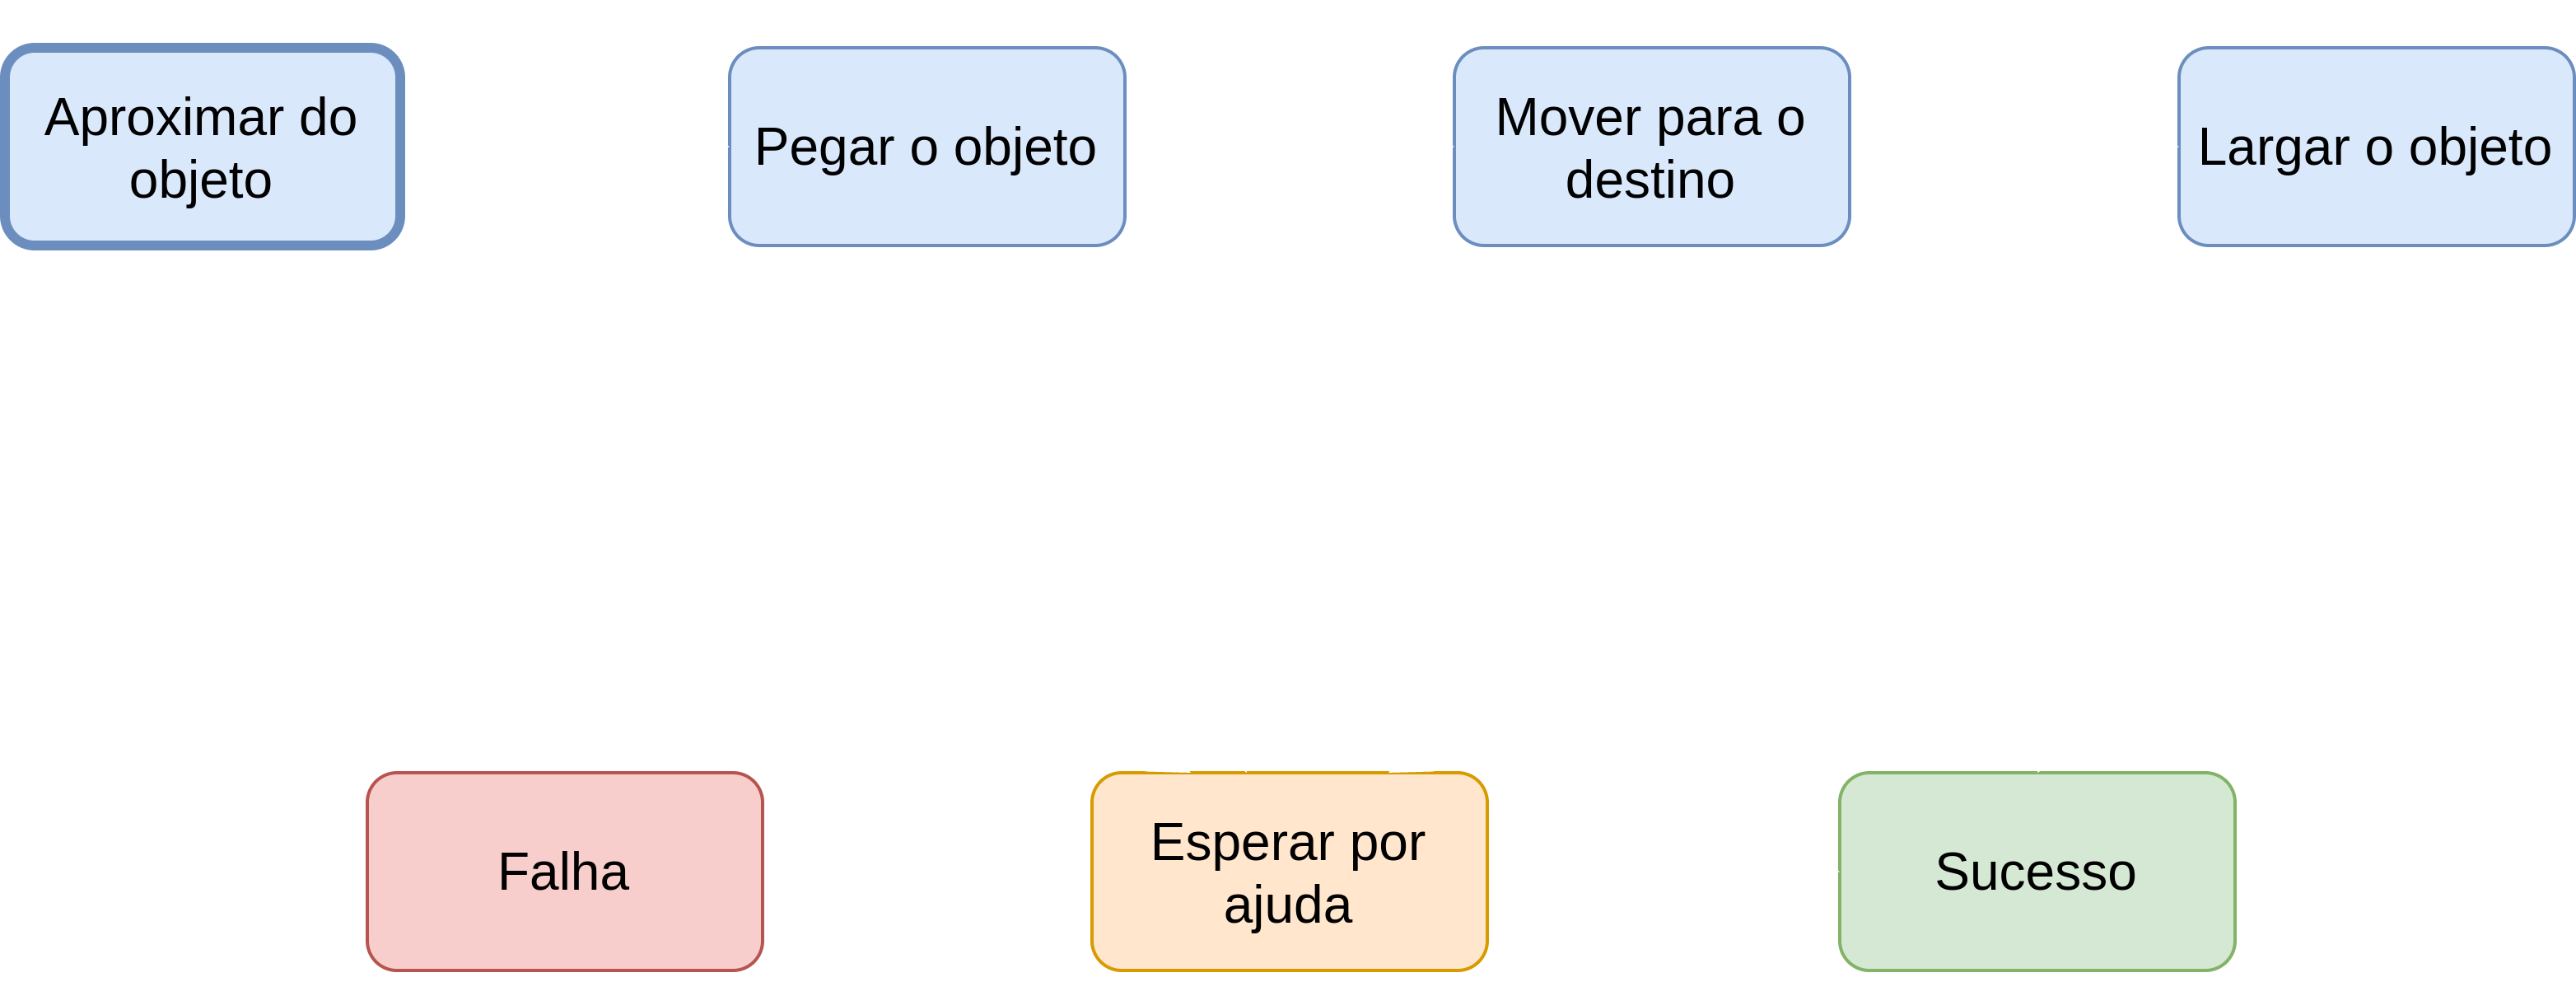 Aproximar do
objeto
Pegar o objeto
Mover para o
destino
Largar o objeto
Falha
Esperar por
ajuda
Sucesso